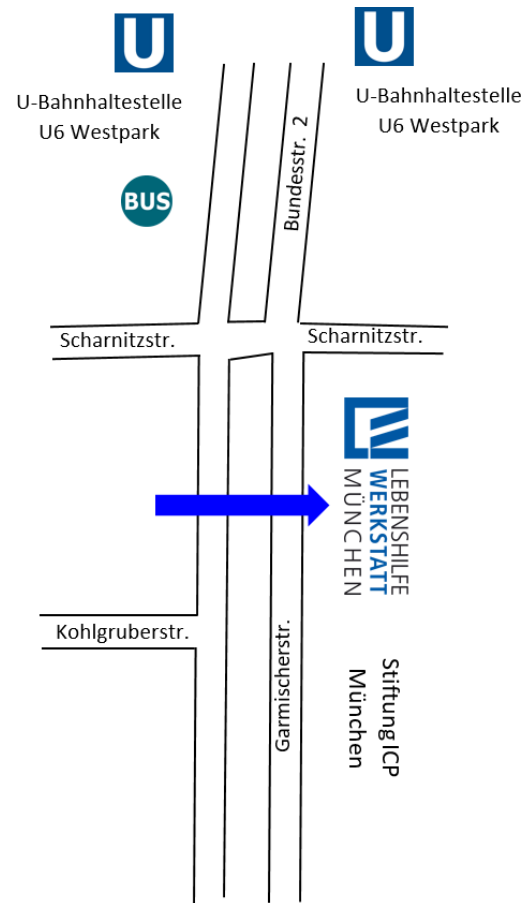 U
U-Bahnhaltestelle
U6 Westpark
U
U-Bahnhaltestelle
U6 Westpark
BUS
Bundesstr. 2
Scharnitzstr.
Scharnitzstr.
LEBENSHILFE
WERKSTATT
MÜNCHEN
Kohlgruberstr.
Garmischerstr.
Stiftung ICP
München